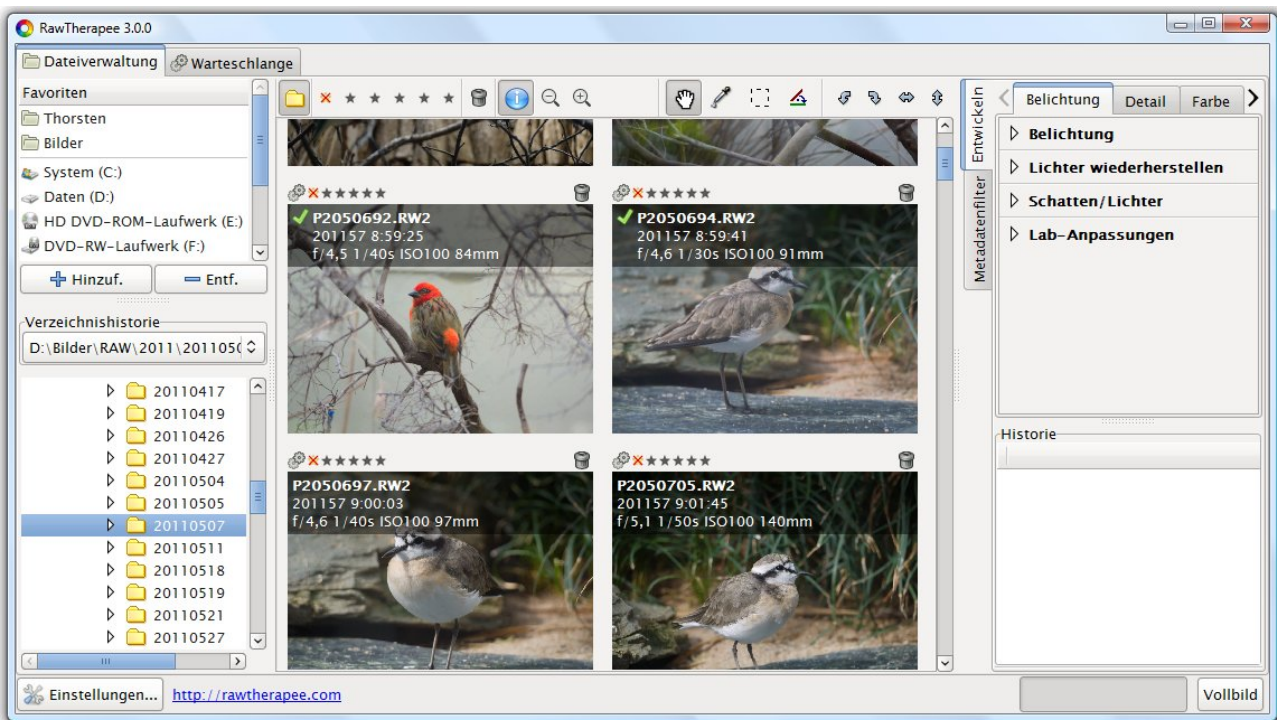 RawTherapee 3.0.0
Dateiverwaltung
Warteschlange
Favoriten
Thorsten
Bilder
System (C:)
Daten (D:)
HD DVD-ROM-Laufwerk (E:)
DVD-RW-Laufwerk (F:)
Hinzuf.
Entf.
Verzeichnishistorie
D:\Bilder\RAW\2011\201105
20110417
20110419
20110426
20110427
20110504
20110505
20110507
20110511
20110518
20110519
20110521
20110527
P2050692.RW2
201157 8:59:25
f/4,5 1/40s ISO100 84mm
P2050694.RW2
201157 8:59:41
f/4,6 1/30s ISO100 91mm
P2050697.RW2
201157 9:00:03
f/4,6 1/40s ISO100 97mm
P2050705.RW2
201157 9:01:45
f/5,1 1/50s ISO100 140mm
Entwickeln
Metadatenfilter
Belichtung
Detail
Farbe
Belichtung
Lichter wiederherstellen
Schatten/Lichter
Lab-Anpassungen
Historie
Einstellungen...
http://rawtherapee.com
Vollbild